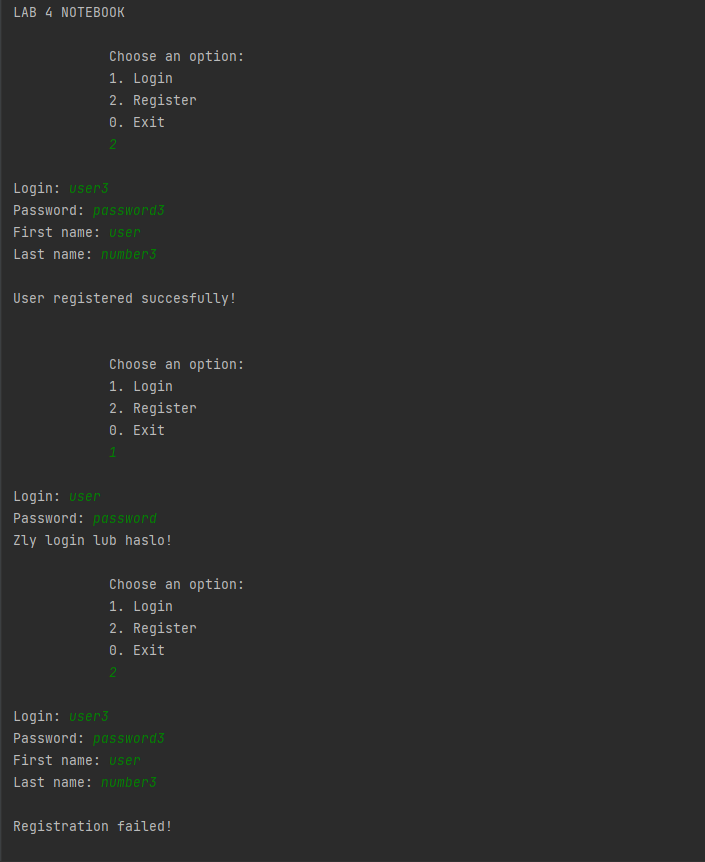 LAB 4 NOTEBOOK
Choose an option:
1. Login
2. Register
0. Exit
2
Login: user3
Password: password3
First name: user
Last name: number3
User registered succesfully!
Choose an option:
1. Login
2. Register
0. Exit
1
Login: user
Password: password
Zly login lub haslo!
Choose an option:
1. Login
2. Register
0. Exit
2
Login: user3
Password: password3
First name: user
Last name: number3
Registration failed!